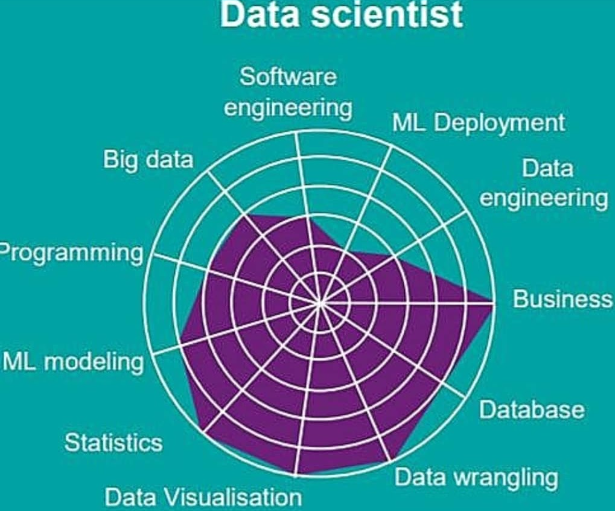 Data scientist
Software
engineering
ML Deployment
Big data
Data
engineering
Programming
Business
ML modeling
Database
Statistics
Data wrangling
Data Visualisation